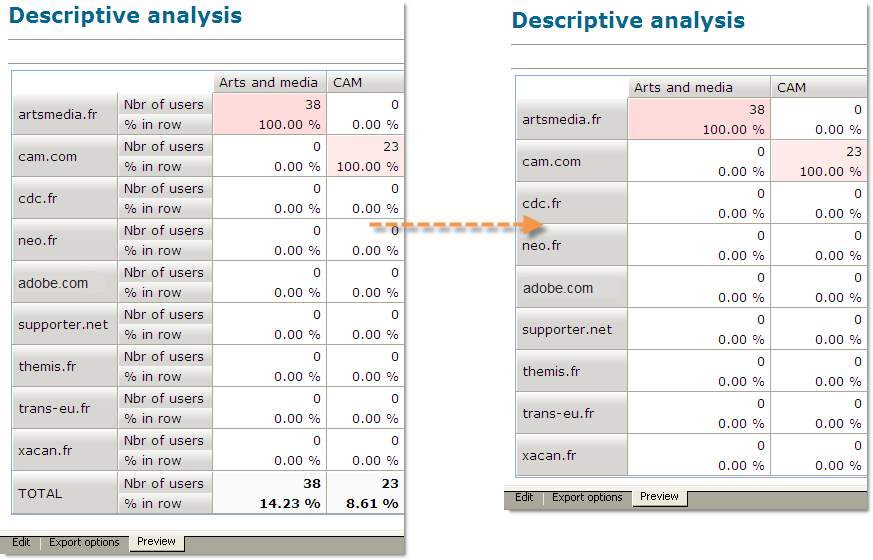 Descriptive analysis
Arts and media CAM
artsmedia.fr Nbr of users 38 0
% in row 100.00 % 0.00 %
cam.com Nbr of users 0 23
% in row 0.00 % 100.00 %
cdc.fr Nbr of users 0 0
% in row 0.00 % 0.00 %
neo.fr Nbr of users 0 0
% in row 0.00 % 0.00 %
adobe.com Nbr of users 0 0
% in row 0.00 % 0.00 %
supporter.net Nbr of users 0 0
% in row 0.00 % 0.00 %
themis.fr Nbr of users 0 0
% in row 0.00 % 0.00 %
trans-eu.fr Nbr of users 0 0
% in row 0.00 % 0.00 %
xacan.fr Nbr of users 0 0
% in row 0.00 % 0.00 %
TOTAL Nbr of users 38 23
% in row 14.23 % 8.61 %
Edit Export options Preview
Descriptive analysis
Arts and media CAM
artsmedia.fr 38 0
100.00 % 0.00 %
cam.com 0 23
0.00 % 100.00 %
cdc.fr 0 0
0.00 % 0.00 %
neo.fr 0 0
0.00 % 0.00 %
adobe.com 0 0
0.00 % 0.00 %
supporter.net 0 0
0.00 % 0.00 %
themis.fr 0 0
0.00 % 0.00 %
trans-eu.fr 0 0
0.00 % 0.00 %
xacan.fr 0 0
0.00 % 0.00 %
Edit Export options Preview